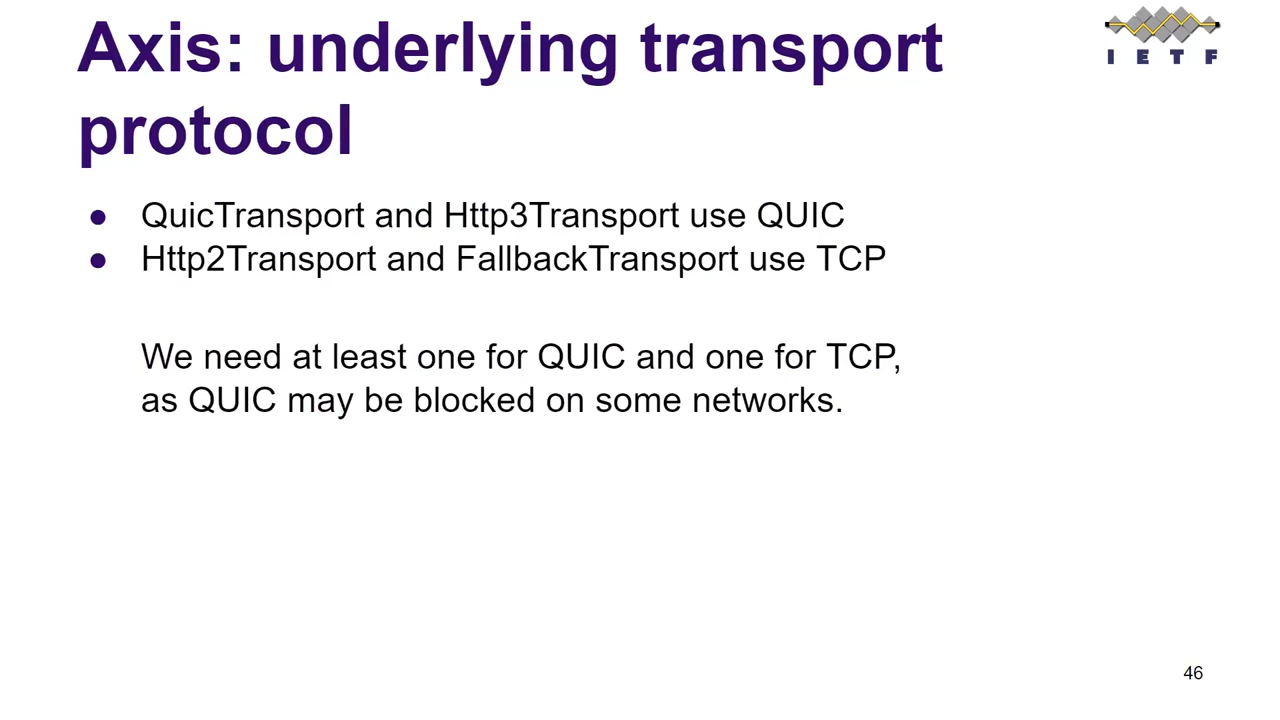 Axis: underlying transport
protocol
I E T F
● QuicTransport and Http3Transport use QUIC
● Http2Transport and FallbackTransport use TCP
We need at least one for QUIC and one for TCP,
as QUIC may be blocked on some networks.
46